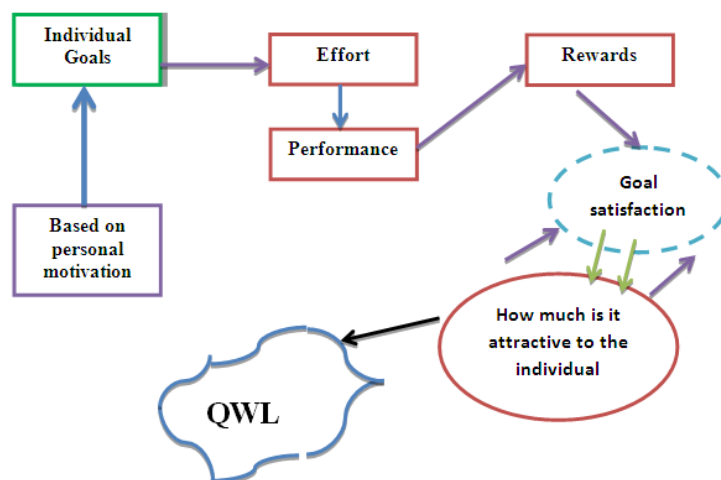 Individual
Goals
Effort
Rewards
Performance
Goal
satisfaction
Based on
personal
motivation
How much is it
attractive to the
individual
QWL